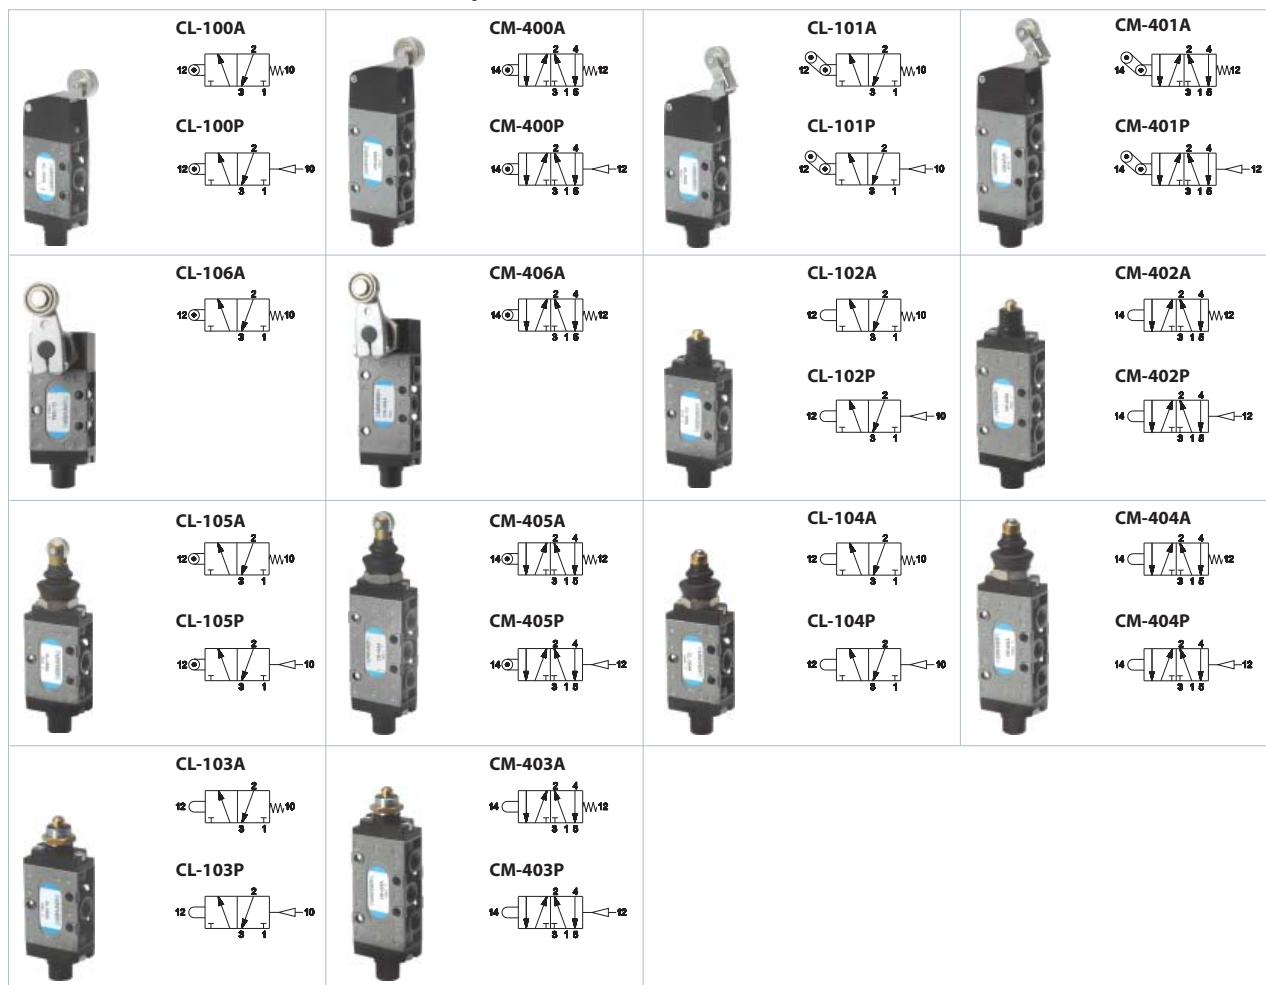 CL-100A
2
12 10
3 1
CL-100P
2
12 10
3 1
CM-400A
2 4
14 12
3 1 5
CM-400P
2 4
14 12
3 1 5
CL-101A
2
12 10
3 1
CL-101P
2
12 10
3 1
CM-401A
2 4
14 12
3 1 5
CM-401P
2 4
14 12
3 1 5
CL-106A
2
12 10
3 1
CM-406A
2 4
14 12
3 1 5
CL-102A
2
12 10
3 1
CL-102P
2
12 10
3 1
CM-402A
2 4
14 12
3 1 5
CM-402P
2 4
14 12
3 1 5
CL-105A
2
12 10
3 1
CL-105P
2
12 10
3 1
CM-405A
2 4
14 12
3 1 5
CM-405P
2 4
14 12
3 1 5
CL-104A
2
12 10
3 1
CL-104P
2
12 10
3 1
CM-404A
2 4
14 12
3 1 5
CM-404P
2 4
14 12
3 1 5
CL-103A
2
12 10
3 1
CL-103P
2
12 10
3 1
CM-403A
2 4
14 12
3 1 5
CM-403P
2 4
14 12
3 1 5